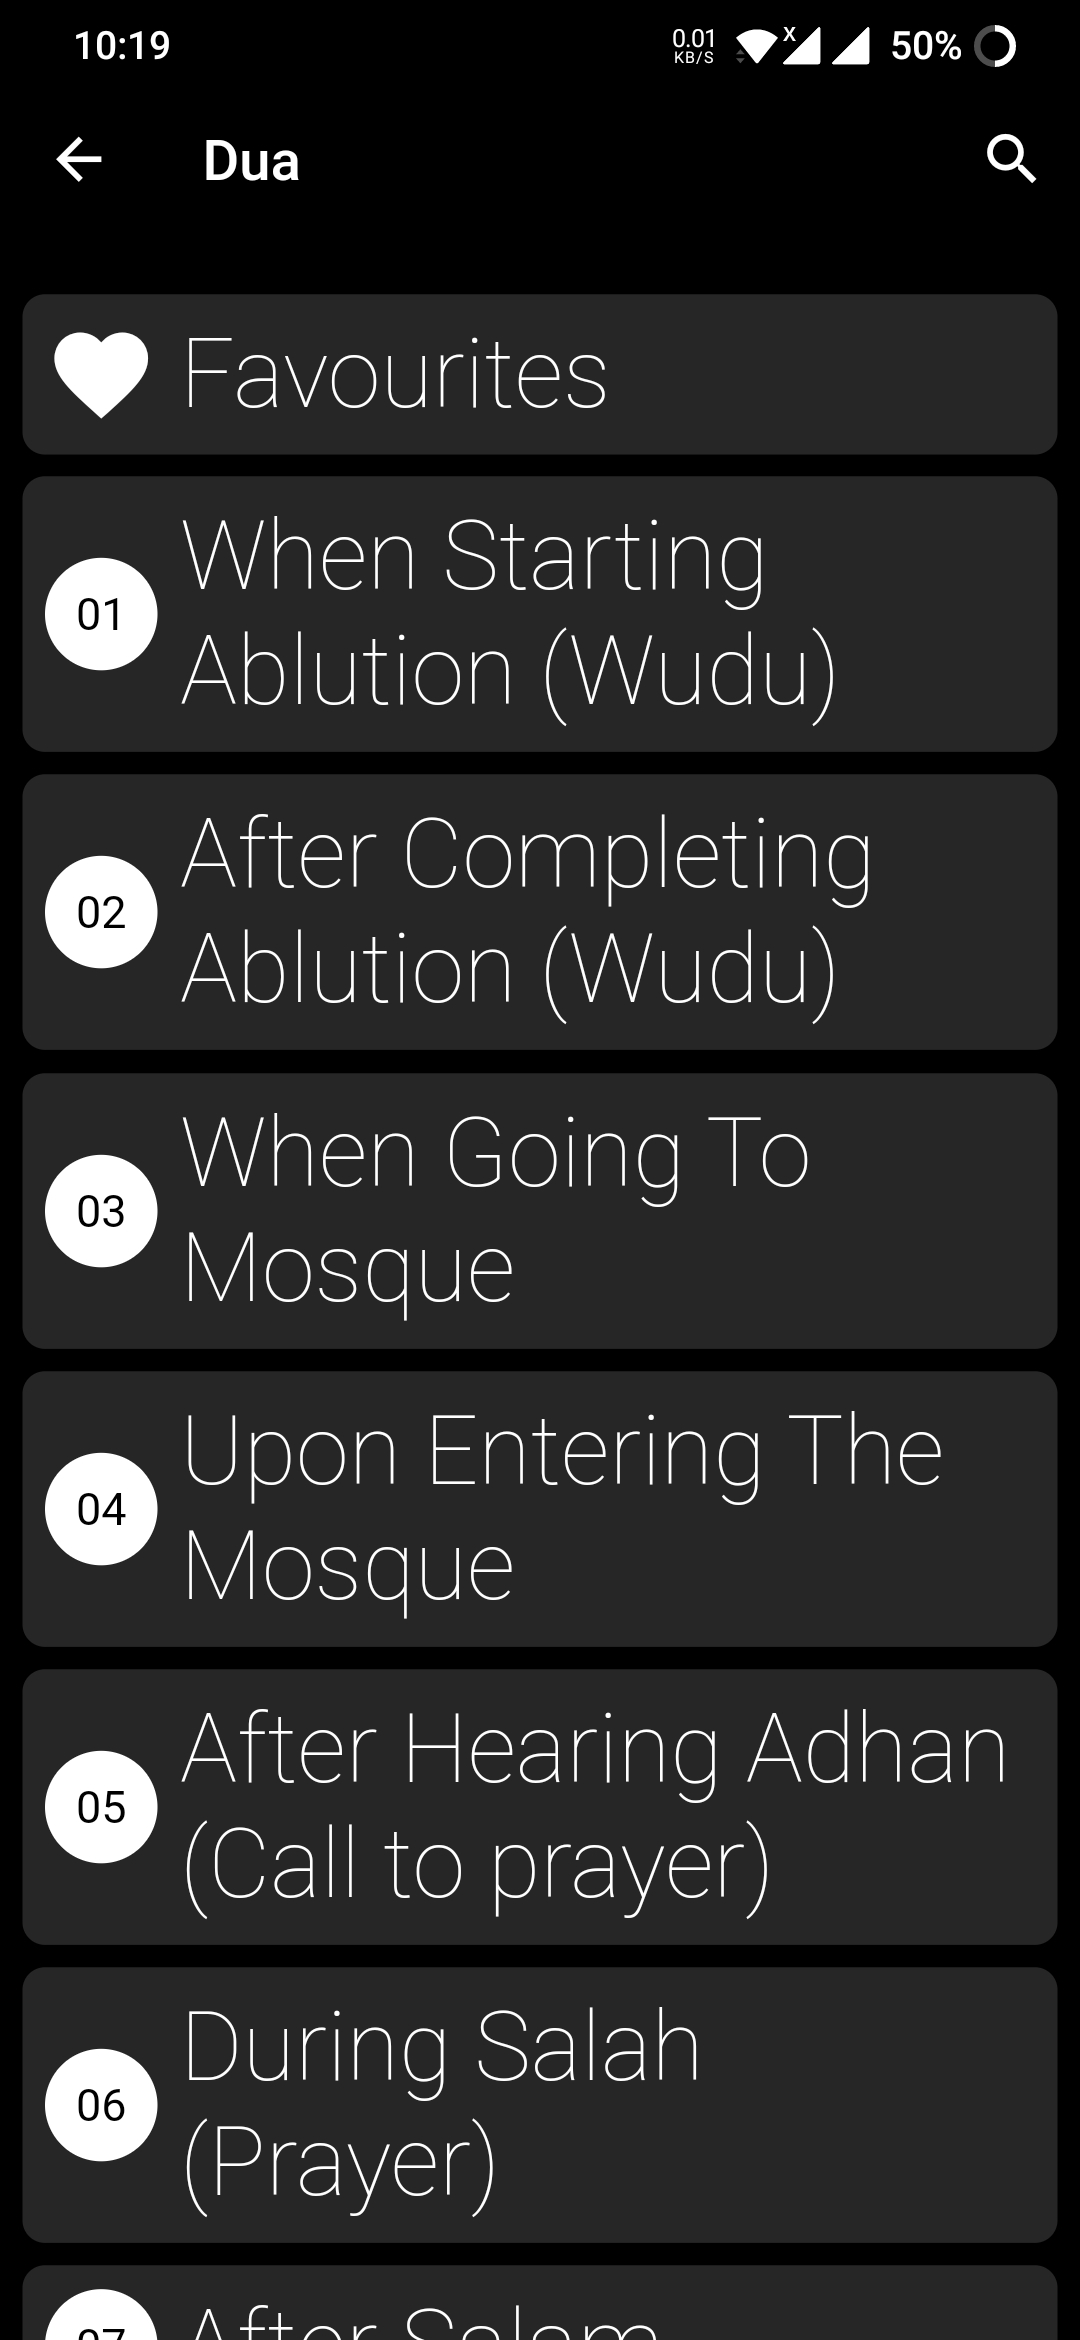 10:19
0.01
KB/S
X
50%
Dua
Favourites
01
When Starting
Ablution (Wudu)
02
After Completing
Ablution (Wudu)
03
When Going To
Mosque
04
Upon Entering The
Mosque
05
After Hearing Adhan
(Call to prayer)
06
During Salah
(Prayer)
07
After Salam